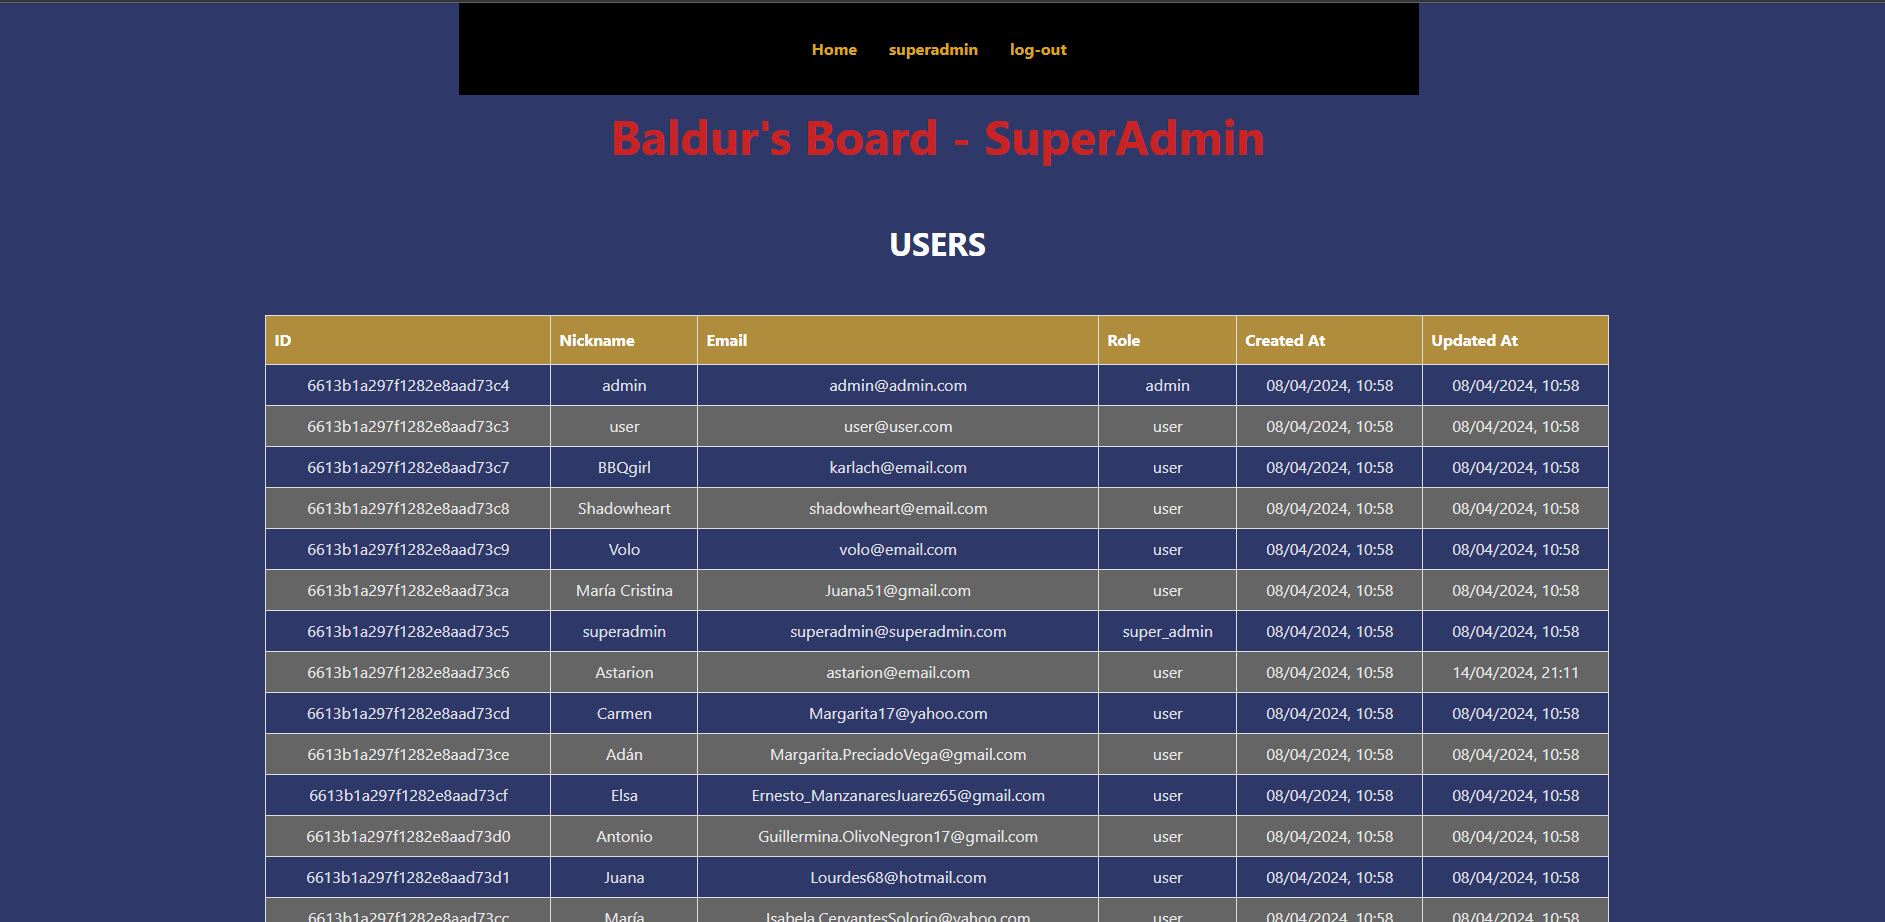 Home superadmin log-out
Baldur's Board - SuperAdmin
USERS
ID Nickname Email Role Created At Updated At
6613b1a297f1282e8aad73c4 admin admin@admin.com admin 08/04/2024, 10:58 08/04/2024, 10:58
6613b1a297f1282e8aad73c3 user user@user.com user 08/04/2024, 10:58 08/04/2024, 10:58
6613b1a297f1282e8aad73c7 BBQgirl karlach@email.com user 08/04/2024, 10:58 08/04/2024, 10:58
6613b1a297f1282e8aad73c8 Shadowheart shadowheart@email.com user 08/04/2024, 10:58 08/04/2024, 10:58
6613b1a297f1282e8aad73c9 Volo volo@email.com user 08/04/2024, 10:58 08/04/2024, 10:58
6613b1a297f1282e8aad73ca María Cristina Juana51@gmail.com user 08/04/2024, 10:58 08/04/2024, 10:58
6613b1a297f1282e8aad73c5 superadmin superadmin@superadmin.com super_admin 08/04/2024, 10:58 08/04/2024, 10:58
6613b1a297f1282e8aad73c6 Astarion astarion@email.com user 08/04/2024, 10:58 14/04/2024, 21:11
6613b1a297f1282e8aad73cd Carmen Margarita17@yahoo.com user 08/04/2024, 10:58 08/04/2024, 10:58
6613b1a297f1282e8aad73ce Adán Margarita.PreciadoVega@gmail.com user 08/04/2024, 10:58 08/04/2024, 10:58
6613b1a297f1282e8aad73cf Elsa Ernesto_ManzanaresJuarez65@gmail.com user 08/04/2024, 10:58 08/04/2024, 10:58
6613b1a297f1282e8aad73d0 Antonio Guillermina.OlivoNegron17@gmail.com user 08/04/2024, 10:58 08/04/2024, 10:58
6613b1a297f1282e8aad73d1 Juana Lourdes68@hotmail.com user 08/04/2024, 10:58 08/04/2024, 10:58
6613b1a297f1282e8aad73cc María Isabela.CervantesSolorio@yahoo.com user 08/04/2024, 10:58 08/04/2024, 10:58